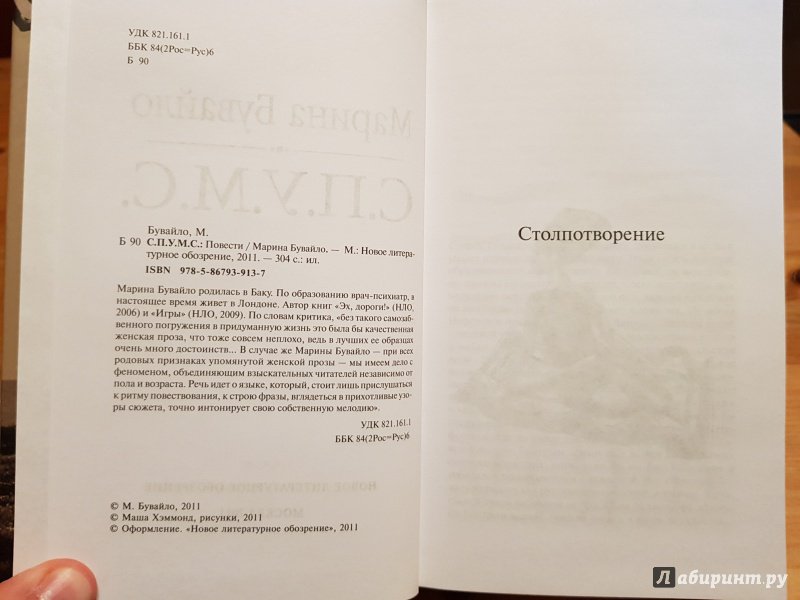 УДК 821.161.1
ББК 84(2Рос=Рус)6
Б 90
Марина Бувайло
С.П.У.М.С.
Бувайло, М.
Б 90 С.П.У.М.С.: Повести / Марина Бувайло. — М.: Новое литера-
турное обозрение, 2011. — 304 с.: ил.
ISBN 978-5-86793-913-7
Марина Бувайло родилась в Баку. По образованию врач-психиатр, в
настоящее время живет в Лондоне. Автор книг «Эх, дороги!» (НЛО,
2006) и «Игры» (НЛО, 2009). По словам критика, «без такого самозаб-
венного погружения в придуманную жизнь это была бы качественная
женская проза, что тоже совсем неплохо, ведь в лучших ее образцах
очень много достоинств... В случае же Марины Бувайло — при всех
родовых признаках упомянутой женской прозы — мы имеем дело с
феноменом, объединяющим взыскательных читателей независимо от
пола и возраста. Речь идет о языке, который, стоит лишь прислушаться
к ритму повествования, к строю фразы, вглядеться в прихотливые узо-
ры сюжета, точно интонирует свою собственную мелодию».
УДК 821.161.1
ББК 84(2Рос=Рус)6
НОВОЕ ЛИТЕРАТУРНОЕ ОБОЗРЕНИЕ
© М. Бувайло, 2011
© Маша Хэммонд, рисунки, 2011
© Оформление. «Новое литературное обозрение», 2011
Столпотворение
Лабиринт.ру